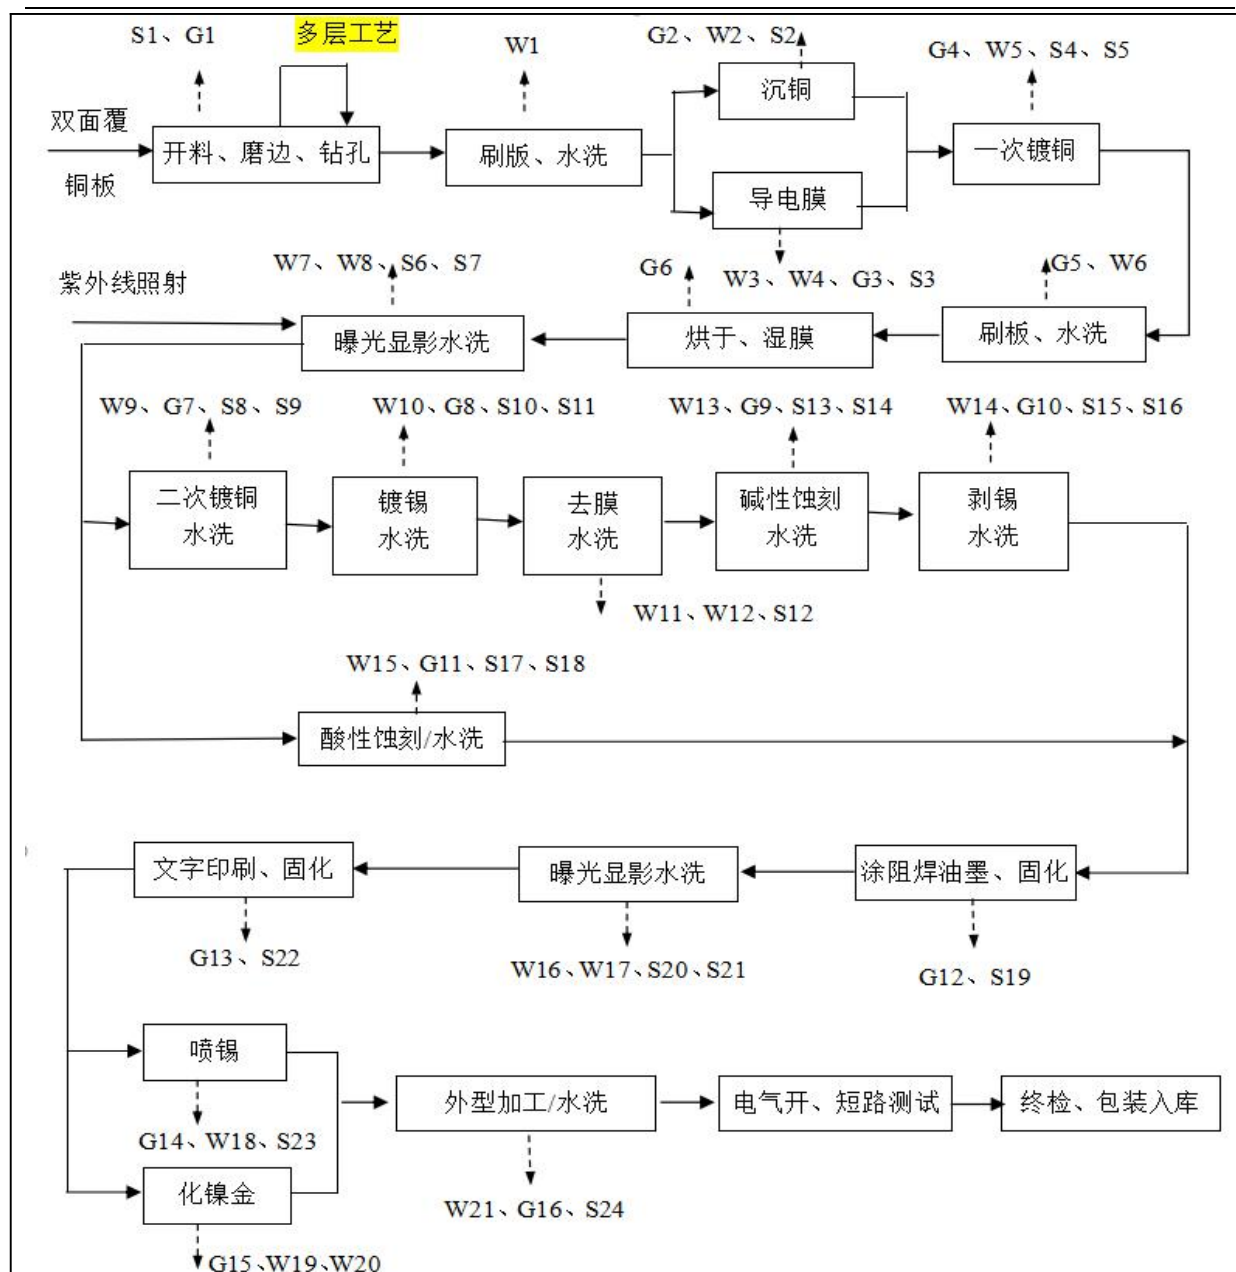 S1、G1
多层工艺
W1
G2、W2、S2
G4、W5、S4、S5
双面覆
铜板
开料、磨边、钻孔
刷版、水洗
沉铜
导电膜
一次镀铜
W3、W4、G3、S3
紫外线照射
W7、W8、S6、S7
G6
G5、W6
曝光显影水洗
烘干、湿膜
刷板、水洗
W9、G7、S8、S9
W10、G8、S10、S11
W13、G9、S13、S14
W14、G10、S15、S16
二次镀铜
水洗
镀锡
水洗
去膜
水洗
碱性蚀刻
水洗
剥锡
水洗
W11、W12、S12
W15、G11、S17、S18
酸性蚀刻/水洗
文字印刷、固化
曝光显影水洗
涂阻焊油墨、固化
G13、S22
W16、W17、S20、S21
G12、S19
喷锡
G14、W18、S23
化镍金
G15、W19、W20
外型加工/水洗
W21、G16、S24
电气开、短路测试
终检、包装入库